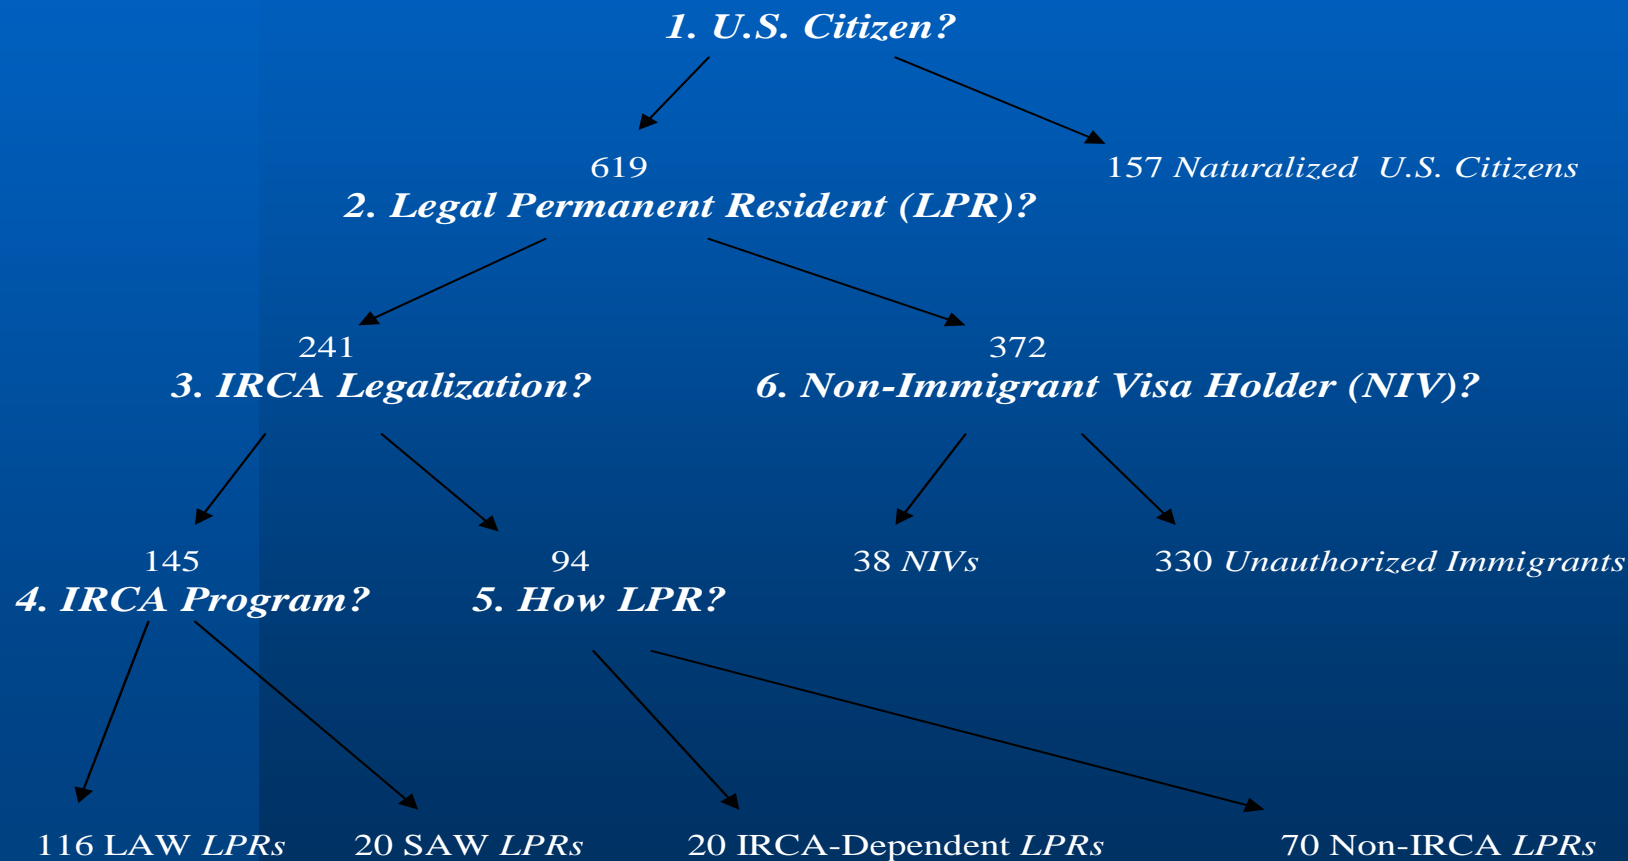 1. U.S. Citizen?
619 157 Naturalized U.S. Citizens
2. Legal Permanent Resident (LPR)?
241 372
3. IRCA Legalization? 6. Non-Immigrant Visa Holder (NIV)?
145 94 38 NIVs 330 Unauthorized Immigrants
4. IRCA Program? 5. How LPR?
116 LAW LPRs 20 SAW LPRs 20 IRCA-Dependent LPRs 70 Non-IRCA LPRs